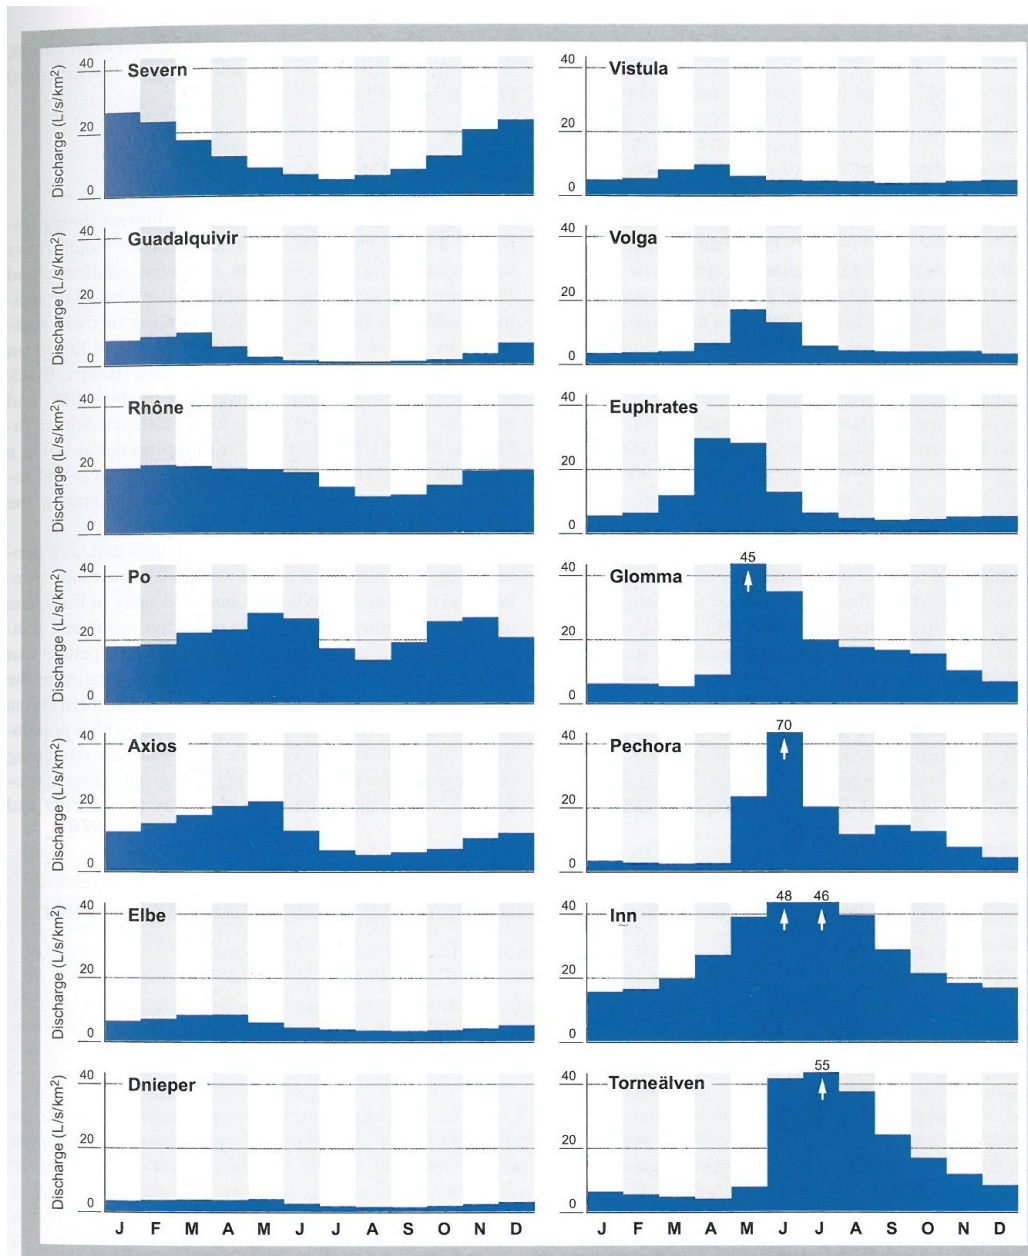 Discharge (L/s/km²)
40
20
0
Severn
Discharge (L/s/km²)
40
20
0
Guadalquivir
Discharge (L/s/km²)
40
20
0
Rhône
Discharge (L/s/km²)
40
20
0
Po
Discharge (L/s/km²)
40
20
0
Axios
Discharge (L/s/km²)
40
20
0
Elbe
Discharge (L/s/km²)
40
20
0
Dnieper
J F M A M J J A S O N D
40
20
0
Vistula
40
20
0
Volga
40
20
0
Euphrates
40
20
0
Glomma
45
40
20
0
Pechora
70
40
20
0
Inn
48 46
40
20
0
Torneälven
55
J F M A M J J A S O N D